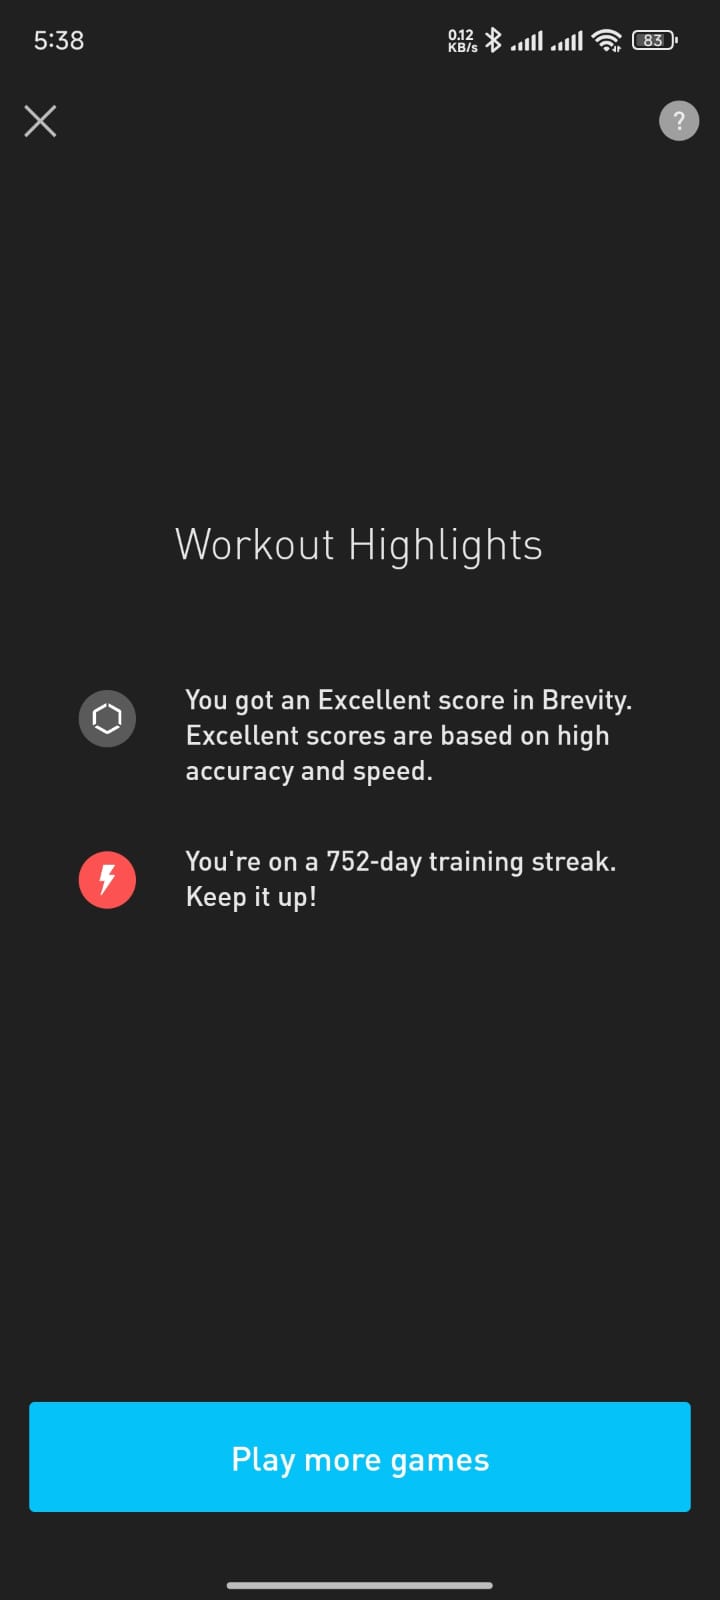 5:38
0.12
KB/s
83
?
Workout Highlights
You got an Excellent score in Brevity.
Excellent scores are based on high
accuracy and speed.
You're on a 752-day training streak.
Keep it up!
Play more games